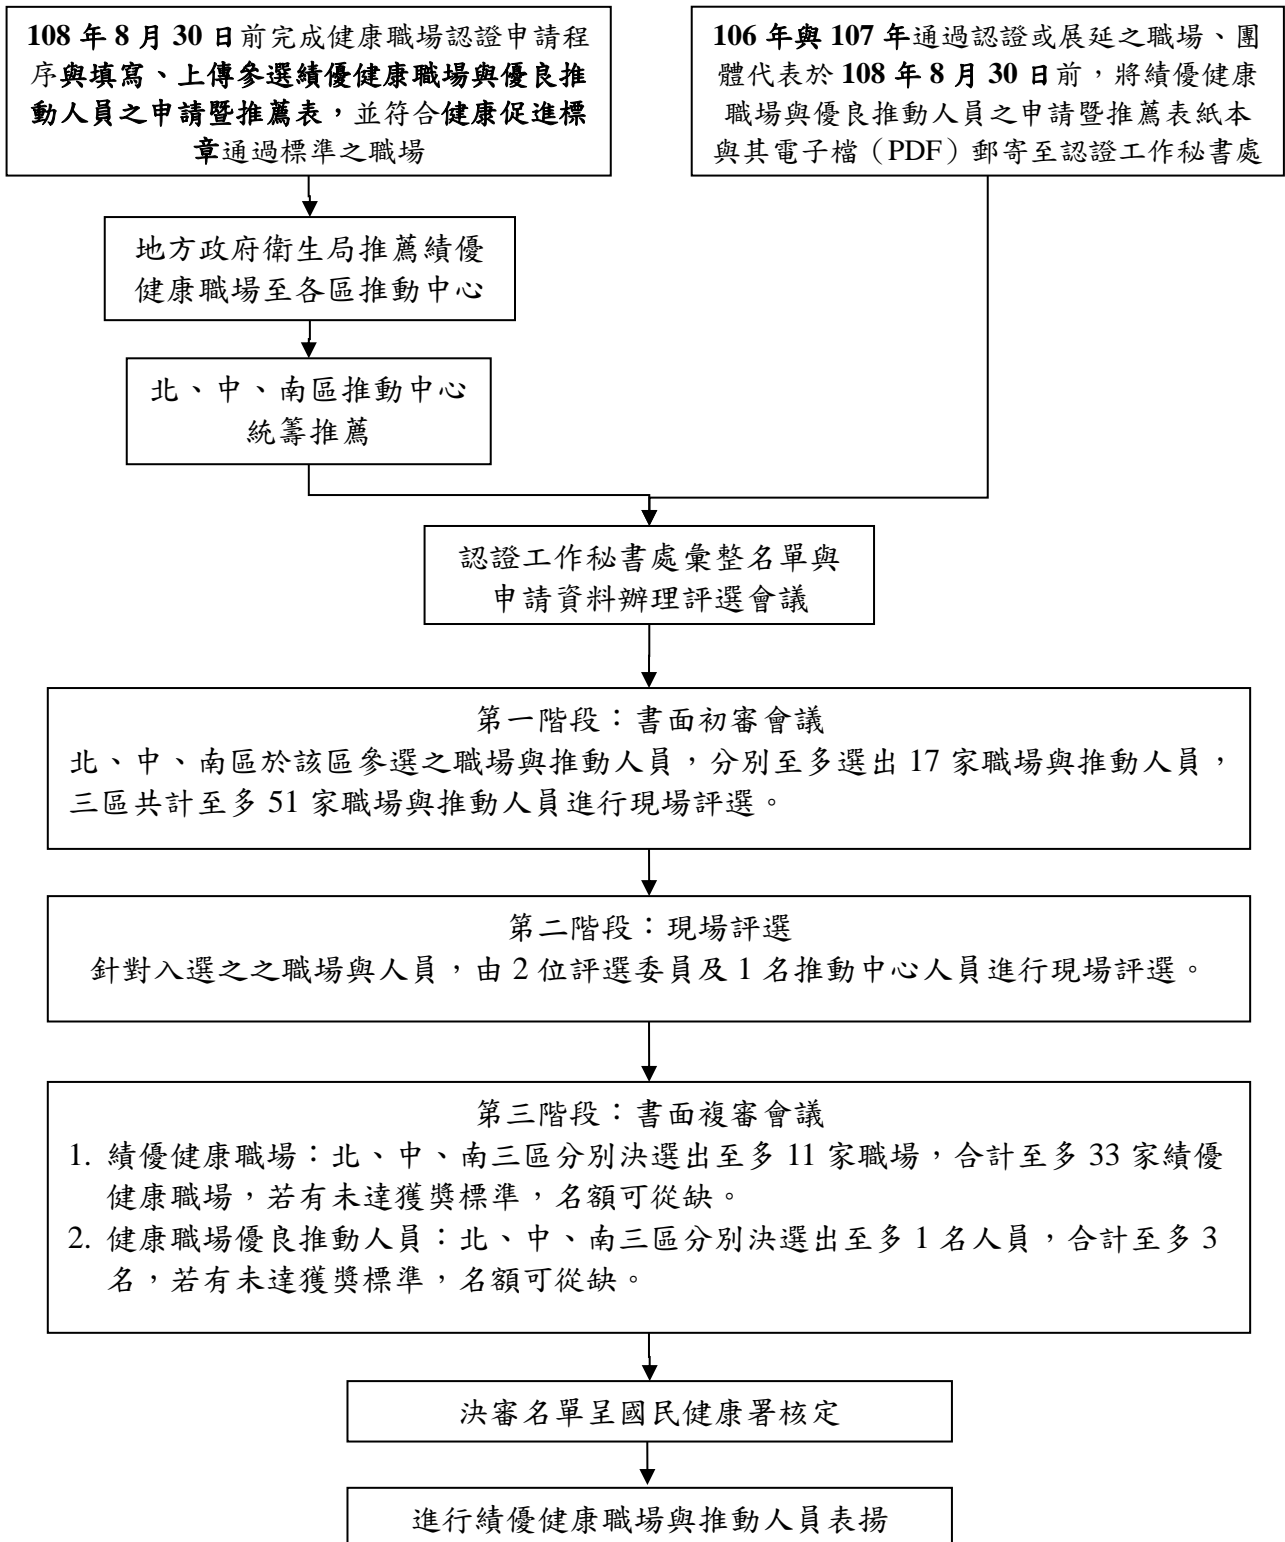 108 年 8 月 30 日前完成健康職場認證申請程
序與填寫、上傳參選績優健康職場與優良推
動人員之申請暨推薦表，並符合健康促進標
章通過標準之職場
106 年與 107 年通過認證或展延之職場、團
體代表於 108 年 8 月 30 日前，將績優健康
職場與優良推動人員之申請暨推薦表紙本
與其電子檔（PDF）郵寄至認證工作秘書處
地方政府衛生局推薦績優
健康職場至各區推動中心
北、中、南區推動中心
統籌推薦
認證工作秘書處彙整名單與
申請資料辦理評選會議
第一階段：書面初審會議
北、中、南區於該區參選之職場與推動人員，分別至多選出 17 家職場與推動人員，
三區共計至多 51 家職場與推動人員進行現場評選。
第二階段：現場評選
針對入選之之職場與人員，由 2 位評選委員及 1 名推動中心人員進行現場評選。
第三階段：書面複審會議
1. 績優健康職場：北、中、南三區分別決選出至多 11 家職場，合計至多 33 家績優
健康職場，若有未達獲獎標準，名額可從缺。
2. 健康職場優良推動人員：北、中、南三區分別決選出至多 1 名人員，合計至多 3
名，若有未達獲獎標準，名額可從缺。
決審名單呈國民健康署核定
進行績優健康職場與推動人員表揚